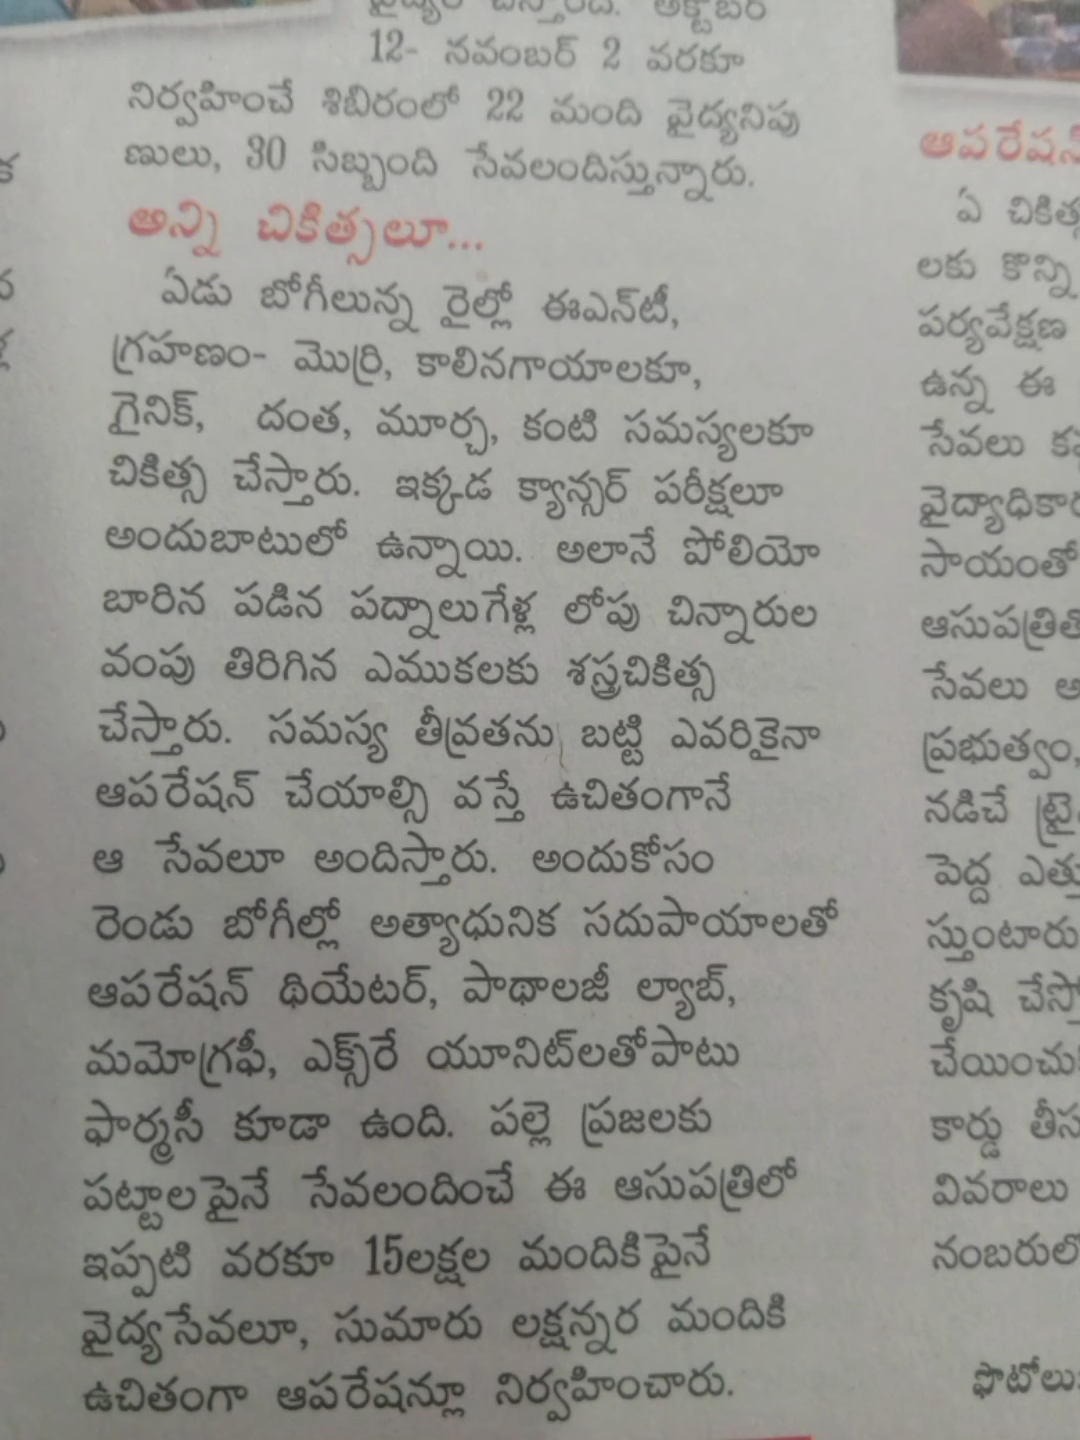 12- నవంబర్ 2 వరకూ
నిర్వహించే శిబిరంలో 22 మంది వైద్యనిపు
ణులు, 30 సిబ్బంది సేవలందిస్తున్నారు.
అన్ని చికిత్సలూ...
ఏడు బోగీలున్న రైల్లో ఈఎన్‌టీ,
గ్రహణం- మొర్రి, కాలినగాయాలకూ,
గైనిక్, దంత, మూర్ఛ, కంటి సమస్యలకూ
చికిత్స చేస్తారు. ఇక్కడ క్యాన్సర్ పరీక్షలూ
అందుబాటులో ఉన్నాయి. అలానే పోలియో
బారిన పడిన పద్నాలుగేళ్ల లోపు చిన్నారుల
వంపు తిరిగిన ఎముకలకు శస్త్రచికిత్స
చేస్తారు. సమస్య తీవ్రతను బట్టి ఎవరికైనా
ఆపరేషన్ చేయాల్సి వస్తే ఉచితంగానే
ఆ సేవలూ అందిస్తారు. అందుకోసం
రెండు బోగీల్లో అత్యాధునిక సదుపాయాలతో
ఆపరేషన్ థియేటర్, పాథాలజీ ల్యాబ్,
మమోగ్రఫీ, ఎక్స్‌రే యూనిట్‌లతోపాటు
ఫార్మసీ కూడా ఉంది. పల్లె ప్రజలకు
పట్టాలపైనే సేవలందించే ఈ ఆసుపత్రిలో
ఇప్పటి వరకూ 15లక్షల మందికిపైనే
వైద్యసేవలూ, సుమారు లక్షన్నర మందికి
ఉచితంగా ఆపరేషన్లూ నిర్వహించారు.
ఏ
లకు కొన్ని
పర్యవేక్షణ
ఉన్న ఈ
సేవలు
సాయంతో
సేవలు
ప్రభుత్వం,
నడిచే
పెద్ద
వివరాలు